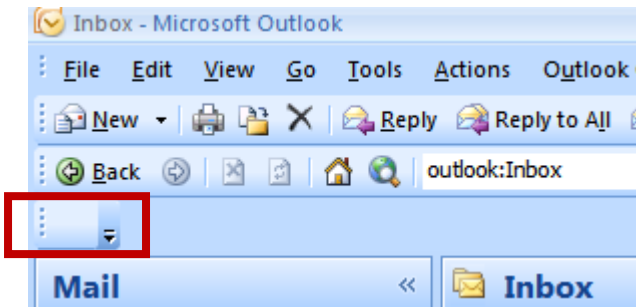 Inbox - Microsoft Outlook
File Edit View Go Tools Actions Outlook
New Reply Reply to All
Back outlook:Inbox
Mail « Inbox